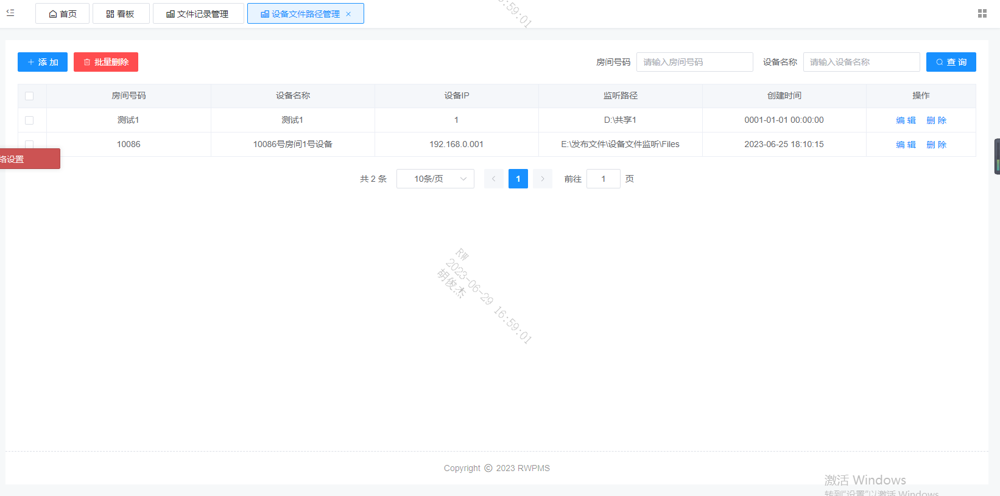 首页 看板 文件记录管理 设备文件路径管理
添 加 批量删除 房间号码 请输入房间号码 设备名称 请输入设备名称 查 询
房间号码 设备名称 设备IP 监听路径 创建时间 操作
测试1 测试1 1 D:\共享1 0001-01-01 00:00:00 编 辑 删 除
10086 10086号房间1号设备 192.168.0.001 E:\发布文件\设备文件监听\Files 2023-06-25 18:10:15 编 辑 删 除
络设置
共 2 条 10条/页 1 前往 1 页
:59:01
RW
2023-06-29 16:59:01
胡俊杰
Copyright © 2023 RWPMS
激活 Windows
转到"设置"以激活 Windows